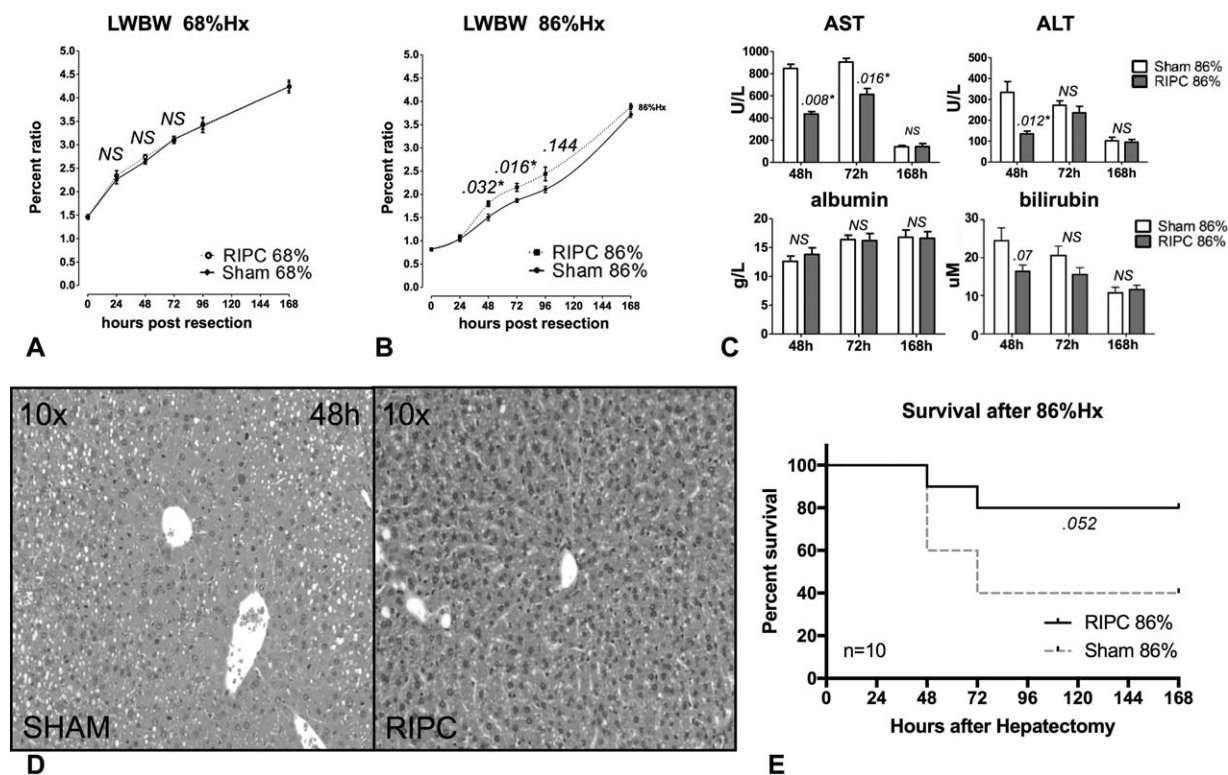 LWBW 68%Hx
Percent ratio
5.0
4.5
4.0
3.5
3.0
2.5
2.0
1.5
1.0
0.5
0.0
NS
NS
NS
RIPC 68%
Sham 68%
0 24 48 72 96 120 144 168
hours post resection
A
LWBW 86%Hx
Percent ratio
5.0
4.5
4.0
3.5
3.0
2.5
2.0
1.5
1.0
0.5
0.0
.032*
.016*
.144
86%Hx
RIPC 86%
Sham 86%
0 24 48 72 96 120 144 168
hours post resection
B
AST
U/L
1000
800
600
400
200
0
.008*
.016*
NS
48h 72h 168h
ALT
U/L
500
400
300
200
100
0
.012*
NS
NS
Sham 86%
RIPC 86%
48h 72h 168h
albumin
g/L
20
15
10
5
0
NS
NS
NS
48h 72h 168h
bilirubin
uM
30
20
10
0
.07
NS
NS
Sham 86%
RIPC 86%
48h 72h 168h
C
10x
48h
SHAM
10x
RIPC
D
Survival after 86%Hx
Percent survival
100
80
60
40
20
0
.052
RIPC 86%
Sham 86%
n=10
0 24 48 72 96 120 144 168
Hours after Hepatectomy
E